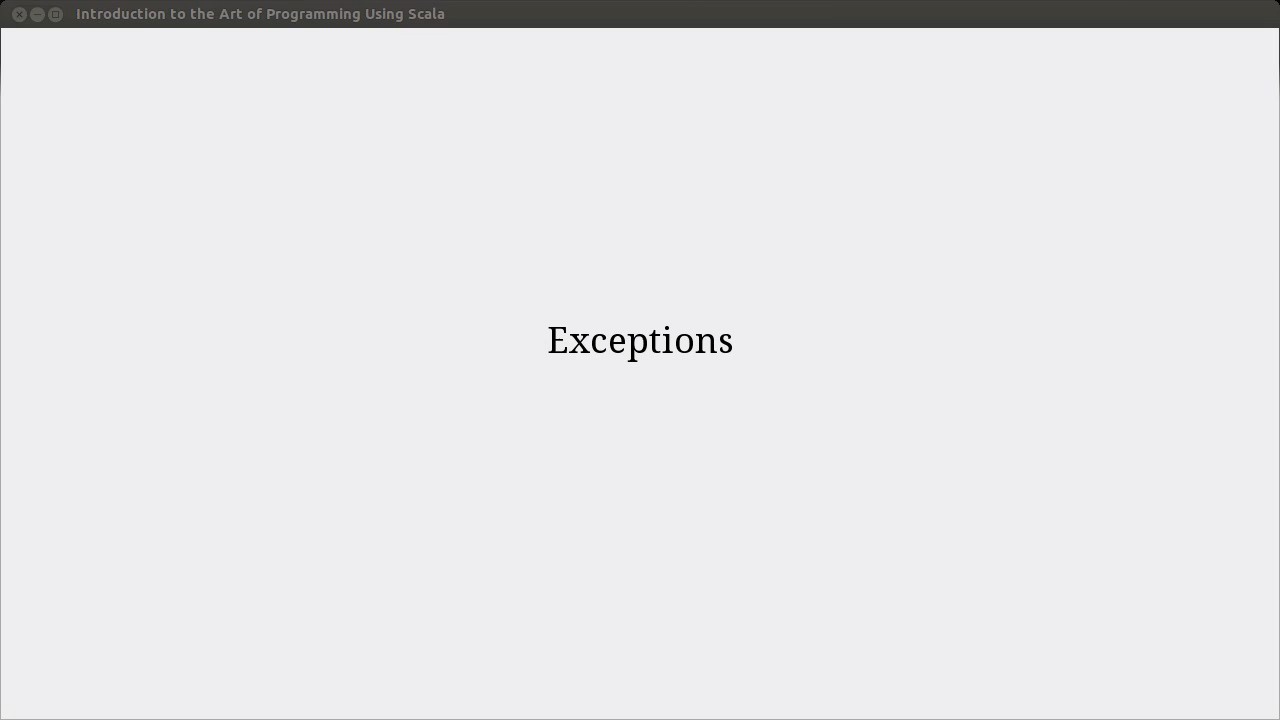 Introduction to the Art of Programming Using Scala
Exceptions